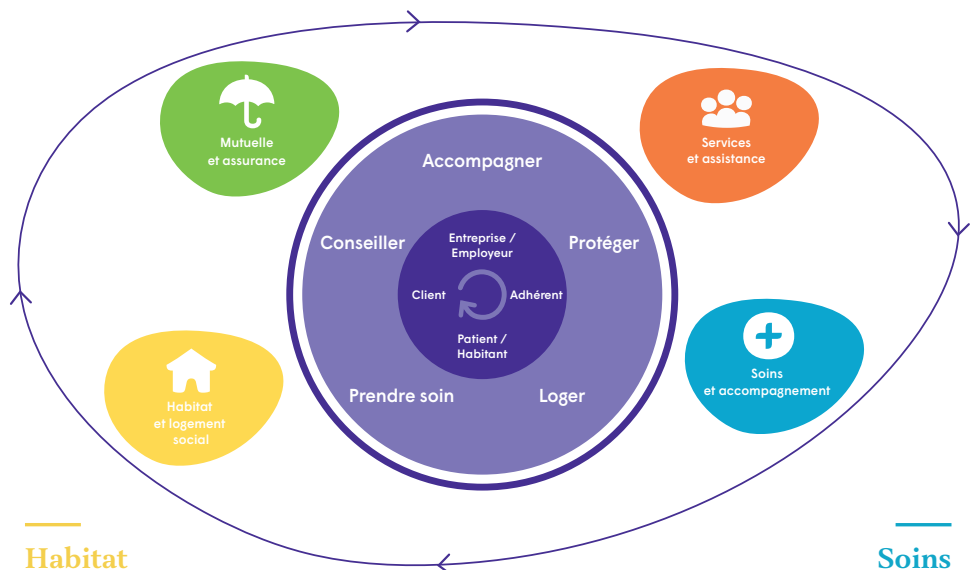 Mutuelle
et assurance
Services
et assistance
Accompagner
Conseiller
Protéger
Entreprise /
Employeur
Client
Adhérent
Patient /
Habitant
Prendre soin
Loger
Habitat
et logement
social
Soins
et accompagnement
Habitat
Soins